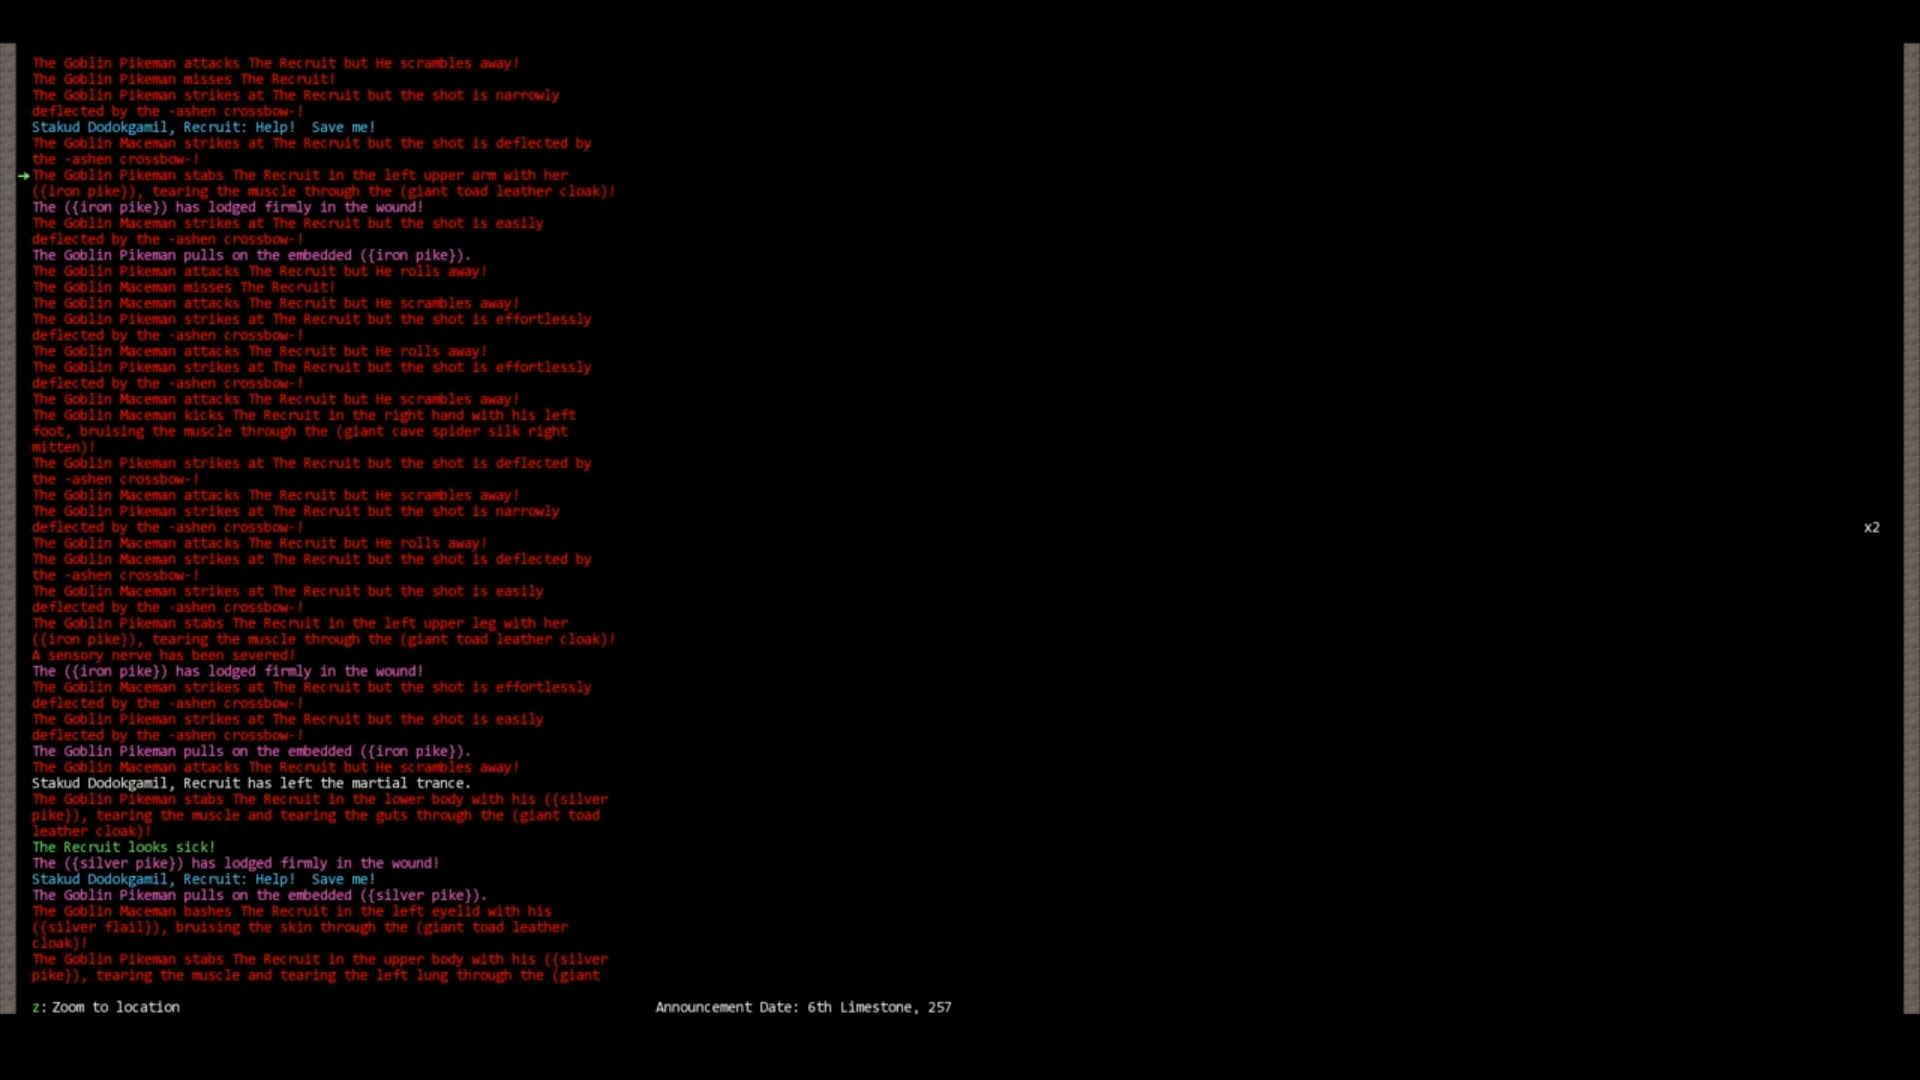 The Goblin Pikeman attacks The Recruit but He scrambles away!
The Goblin Pikeman misses The Recruit!
The Goblin Pikeman strikes at The Recruit but the shot is narrowly
deflected by the -ashen crossbow-!
Stakud Dodokgamil, Recruit: Help!  Save me!
The Goblin Maceman strikes at The Recruit but the shot is deflected by
the -ashen crossbow-!
→The Goblin Pikeman stabs The Recruit in the left upper arm with her
({iron pike}), tearing the muscle through the (giant toad leather cloak)!
The ({iron pike}) has lodged firmly in the wound!
The Goblin Maceman strikes at The Recruit but the shot is easily
deflected by the -ashen crossbow-!
The Goblin Pikeman pulls on the embedded ({iron pike}).
The Goblin Pikeman attacks The Recruit but He rolls away!
The Goblin Maceman misses The Recruit!
The Goblin Maceman attacks The Recruit but He scrambles away!
The Goblin Pikeman strikes at The Recruit but the shot is effortlessly
deflected by the -ashen crossbow-!
The Goblin Maceman attacks The Recruit but He rolls away!
The Goblin Pikeman strikes at The Recruit but the shot is effortlessly
deflected by the -ashen crossbow-!
The Goblin Maceman attacks The Recruit but He scrambles away!
The Goblin Maceman kicks The Recruit in the right hand with his left
foot, bruising the muscle through the (giant cave spider silk right
mitten)!
The Goblin Pikeman strikes at The Recruit but the shot is deflected by
the -ashen crossbow-!
The Goblin Maceman attacks The Recruit but He scrambles away!
The Goblin Pikeman strikes at The Recruit but the shot is narrowly
deflected by the -ashen crossbow-!
x2
The Goblin Maceman attacks The Recruit but He rolls away!
The Goblin Maceman strikes at The Recruit but the shot is deflected by
the -ashen crossbow-!
The Goblin Maceman strikes at The Recruit but the shot is easily
deflected by the -ashen crossbow-!
The Goblin Pikeman stabs The Recruit in the left upper leg with her
({iron pike}), tearing the muscle through the (giant toad leather cloak)!
A sensory nerve has been severed!
The ({iron pike}) has lodged firmly in the wound!
The Goblin Maceman strikes at The Recruit but the shot is effortlessly
deflected by the -ashen crossbow-!
The Goblin Pikeman strikes at The Recruit but the shot is easily
deflected by the -ashen crossbow-!
The Goblin Pikeman pulls on the embedded ({iron pike}).
The Goblin Pikeman attacks The Recruit but He scrambles away!
Stakud Dodokgamil, Recruit has left the martial trance.
The Goblin Pikeman stabs The Recruit in the lower body with his ({silver
pike}), tearing the muscle and tearing the guts through the (giant toad
leather cloak)!
The Recruit looks sick!
The ({silver pike}) has lodged firmly in the wound!
Stakud Dodokgamil, Recruit: Help!  Save me!
The Goblin Pikeman pulls on the embedded ({silver pike}).
The Goblin Maceman bashes The Recruit in the left eyelid with his
({silver flail}), bruising the skin through the (giant toad leather
cloak)!
The Goblin Pikeman stabs The Recruit in the upper body with his ({silver
pike}), tearing the muscle and tearing the left lung through the (giant
z: Zoom to location
Announcement Date: 6th Limestone, 257